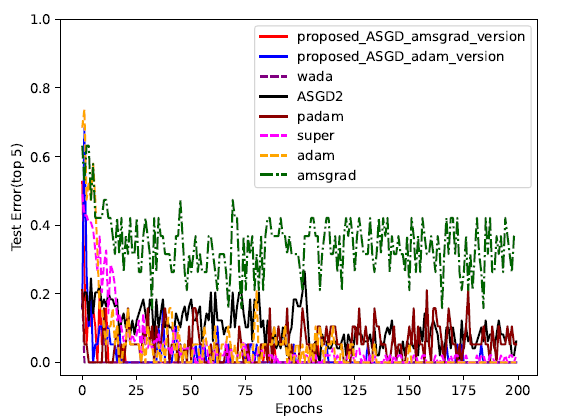 1.0
0.8
0.6
0.4
0.2
0.0
Test Error(top 5)
proposed_ASGD_amsgrad_version
proposed_ASGD_adam_version
wada
ASGD2
padam
super
adam
amsgrad
0 25 50 75 100 125 150 175 200
Epochs